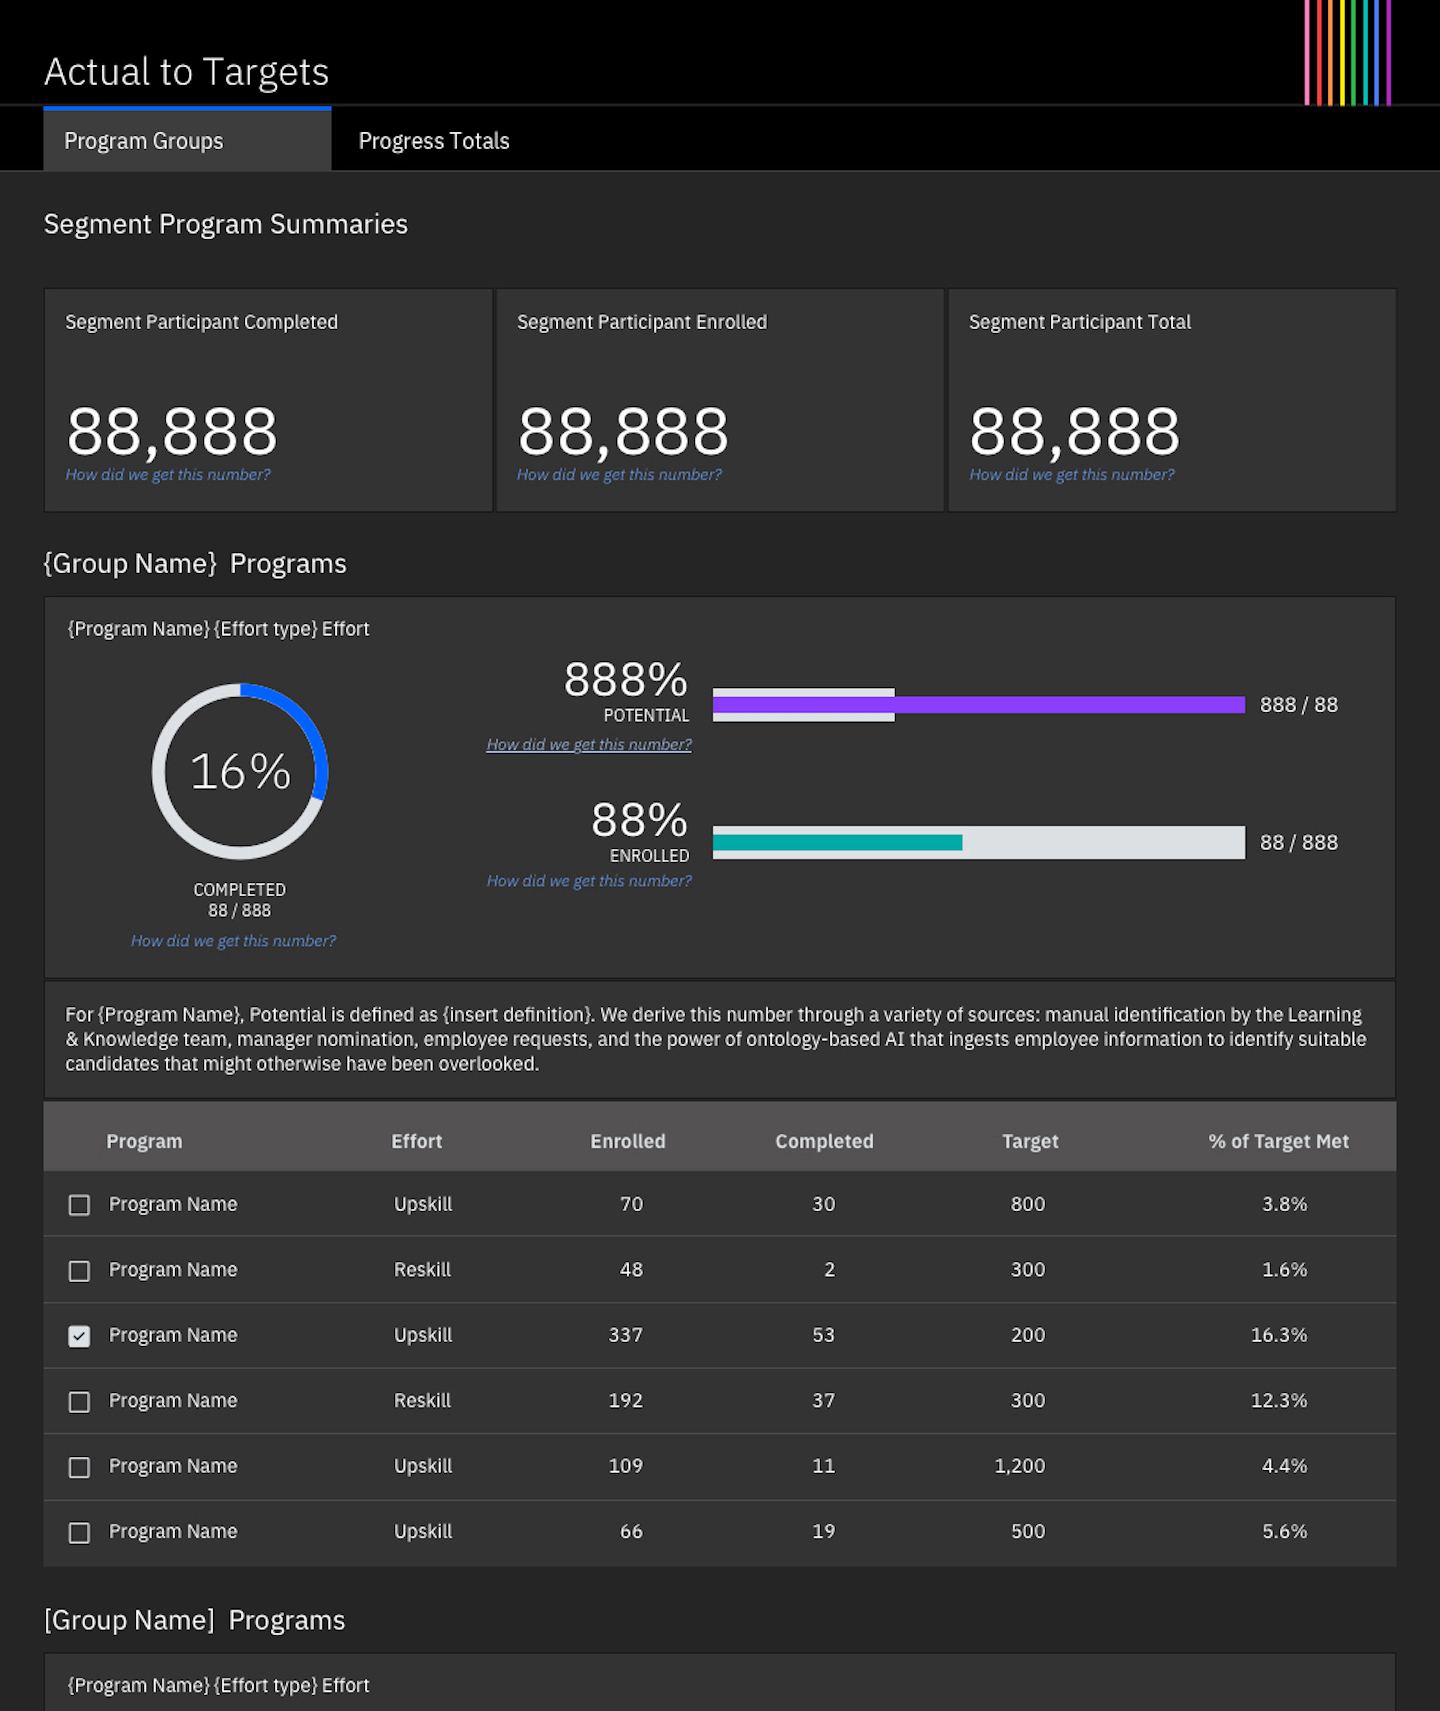 Actual to Targets
Program Groups
Progress Totals
Segment Program Summaries
Segment Participant Completed
88,888
How did we get this number?
Segment Participant Enrolled
88,888
How did we get this number?
Segment Participant Total
88,888
How did we get this number?
{Group Name} Programs
{Program Name} {Effort type} Effort
16%
COMPLETED
88 / 888
How did we get this number?
888%
POTENTIAL
How did we get this number?
888 / 88
88%
ENROLLED
How did we get this number?
88 / 888
For {Program Name}, Potential is defined as {insert definition}. We derive this number through a variety of sources: manual identification by the Learning
& Knowledge team, manager nomination, employee requests, and the power of ontology-based AI that ingests employee information to identify suitable
candidates that might otherwise have been overlooked.
Program Effort Enrolled Completed Target % of Target Met
Program Name Upskill 70 30 800 3.8%
Program Name Reskill 48 2 300 1.6%
Program Name Upskill 337 53 200 16.3%
Program Name Reskill 192 37 300 12.3%
Program Name Upskill 109 11 1,200 4.4%
Program Name Upskill 66 19 500 5.6%
[Group Name] Programs
{Program Name} {Effort type} Effort